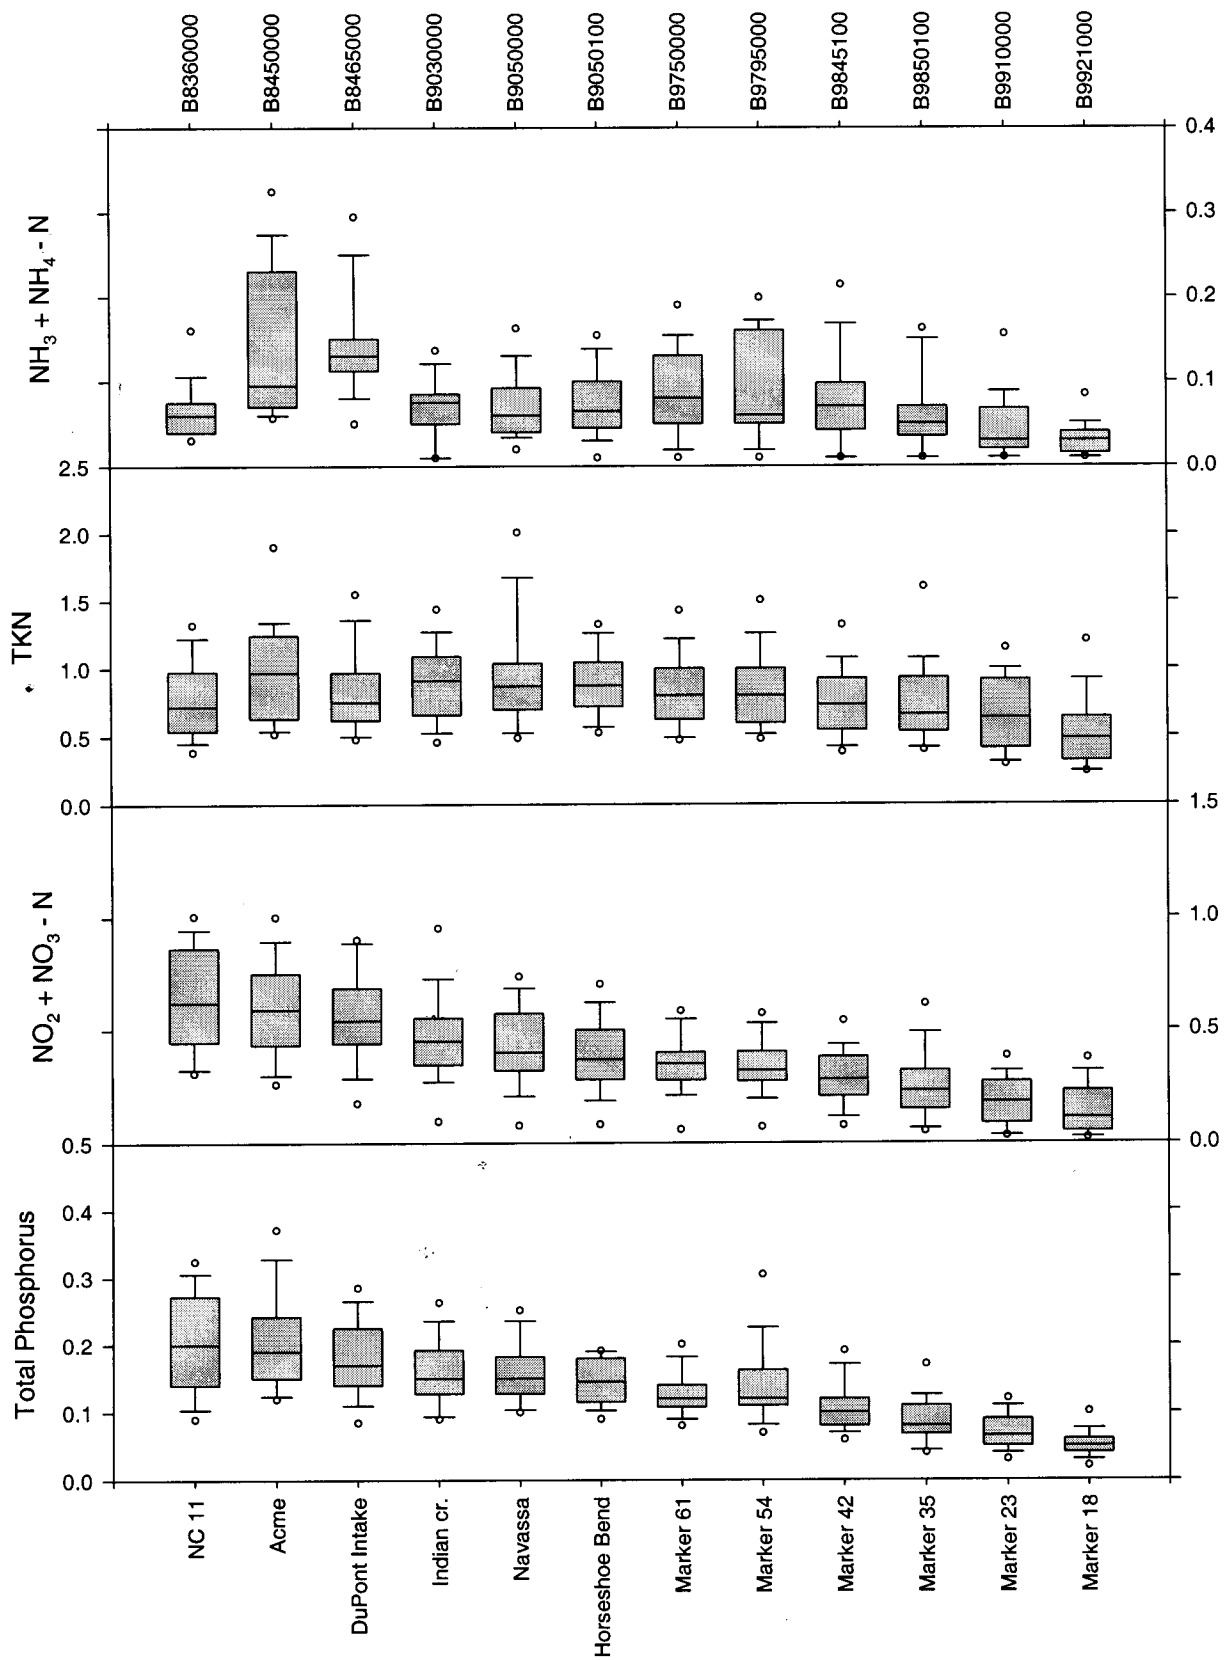 B8360000
B8450000
B8465000
B9030000
B9050000
B9050100
B9750000
B9795000
B9845100
B9850100
B9910000
B9921000
NH₃ + NH₄ - N
0.4
0.3
0.2
0.1
0.0
TKN
2.5
2.0
1.5
1.0
0.5
0.0
NO₂ + NO₃ - N
1.5
1.0
0.5
0.0
Total Phosphorus
0.5
0.4
0.3
0.2
0.1
0.0
NC 11
Acme
DuPont Intake
Indian cr.
Navassa
Horseshoe Bend
Marker 61
Marker 54
Marker 42
Marker 35
Marker 23
Marker 18